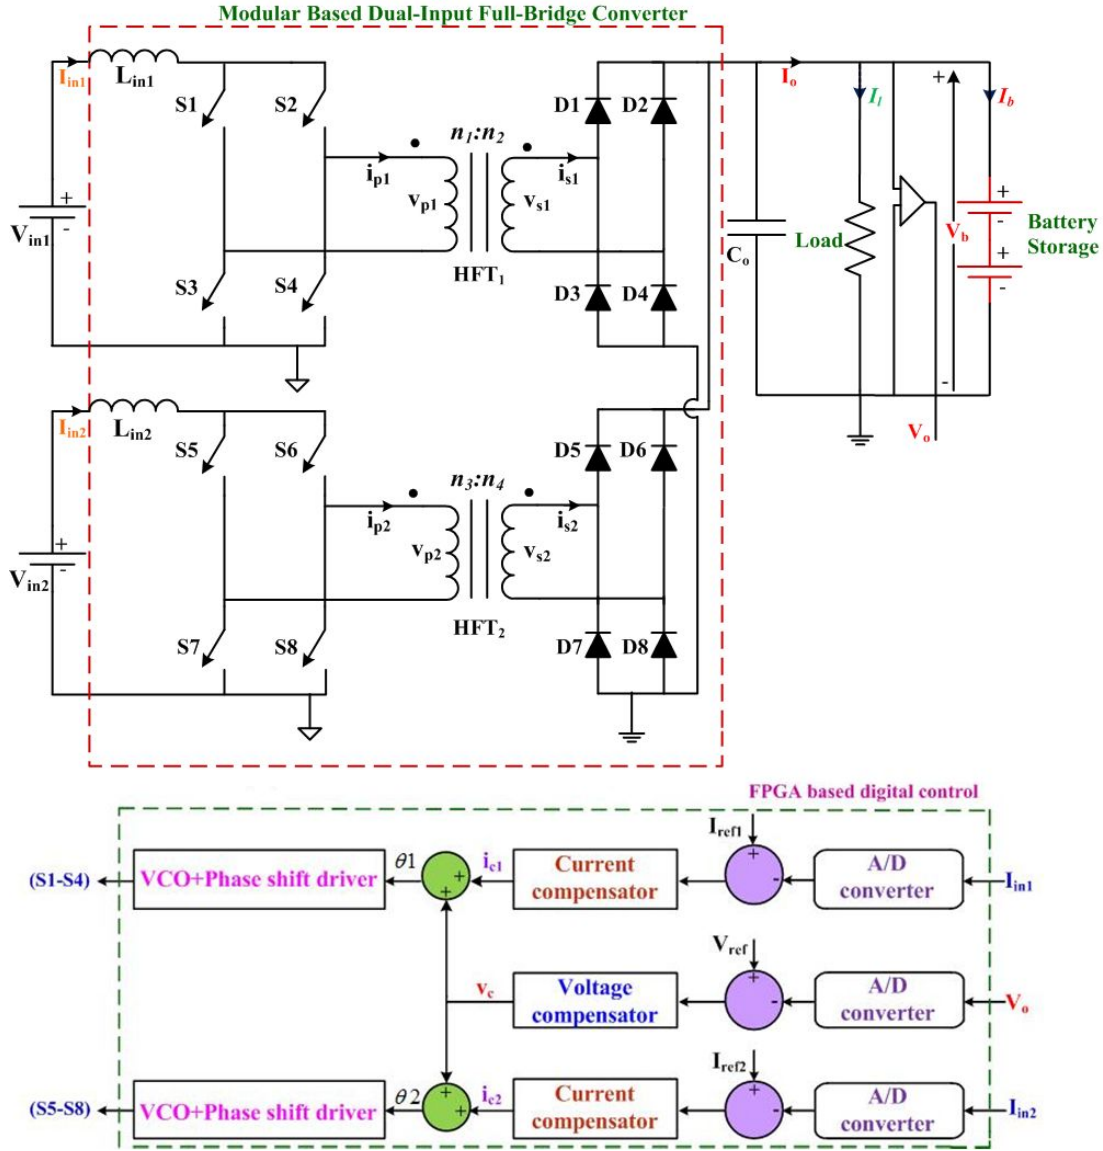 Modular Based Dual-Input Full-Bridge Converter
Iin1
Lin1
S1
S2
n1:n2
ip1
is1
vp1
vs1
D1
D2
Io
Il
+
Ib
Vin1
+
-
S3
S4
HFT1
D3
D4
Co
Load
Vb
+
-
+
-
Battery
Storage
-
Vo
Iin2
Lin2
S5
S6
n3:n4
ip2
is2
vp2
vs2
D5
D6
Vin2
+
-
S7
S8
HFT2
D7
D8
FPGA based digital control
(S1-S4)
VCO+Phase shift driver
θ1
+
+
ic1
Current
compensator
Iref1
+
-
A/D
converter
Iin1
vc
Voltage
compensator
Vref
+
-
A/D
converter
Vo
(S5-S8)
VCO+Phase shift driver
θ2
+
+
ic2
Current
compensator
Iref2
+
-
A/D
converter
Iin2